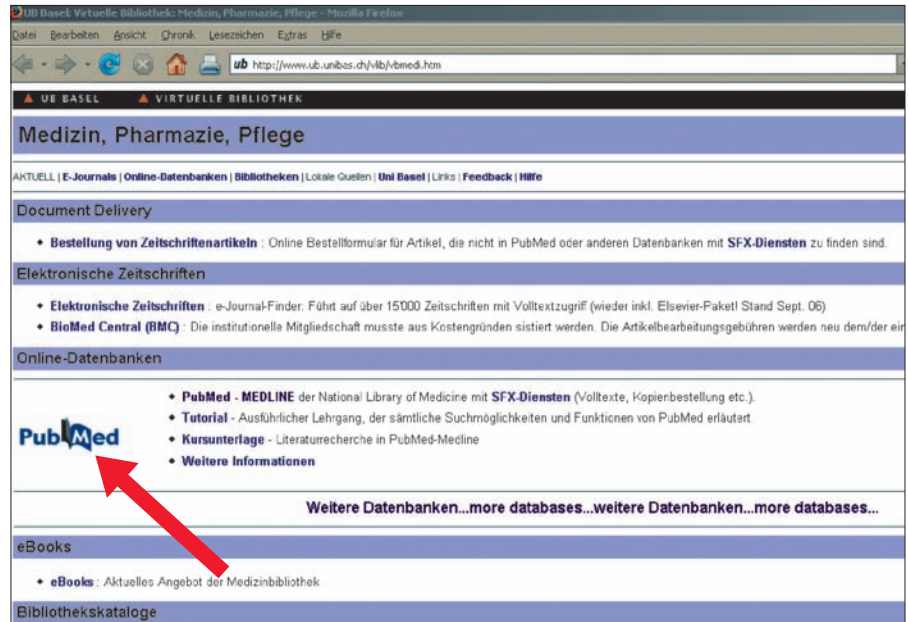 UB Basel: Virtuelle Bibliothek: Medizin, Pharmazie, Pflege - Mozilla Firefox
Datei Bearbeiten Ansicht Chronik Lesezeichen Extras Hilfe
ub http://www.ub.unibas.ch/vlib/vbmedi.htm
UB BASEL VIRTUELLE BIBLIOTHEK
Medizin, Pharmazie, Pflege
AKTUELL | E-Journals | Online-Datenbanken | Bibliotheken | Lokale Quellen | Uni Basel | Links | Feedback | Hilfe
Document Delivery
Bestellung von Zeitschriftenartikeln : Online Bestellformular für Artikel, die nicht in PubMed oder anderen Datenbanken mit SFX-Diensten zu finden sind.
Elektronische Zeitschriften
Elektronische Zeitschriften : e-Journal-Finder. Führt auf über 15'000 Zeitschriften mit Volltextzugriff (wieder inkl. Elsevier-Paket! Stand Sept. 06)
BioMed Central (BMC) : Die institutionelle Mitgliedschaft musste aus Kostengründen sistiert werden. Die Artikelbearbeitungsgebühren werden neu dem/der ein
Online-Datenbanken
PubMed - MEDLINE der National Library of Medicine mit SFX-Diensten (Volltexte, Kopienbestellung etc.).
Tutorial - Ausführlicher Lehrgang, der sämtliche Suchmöglichkeiten und Funktionen von PubMed erläutert.
PubMed
Kursunterlage - Literaturrecherche in PubMed-Medline
Weitere Informationen
Weitere Datenbanken...more databases...weitere Datenbanken...more databases...
eBooks
eBooks : Aktuelles Angebot der Medizinbibliothek
Bibliothekskataloge